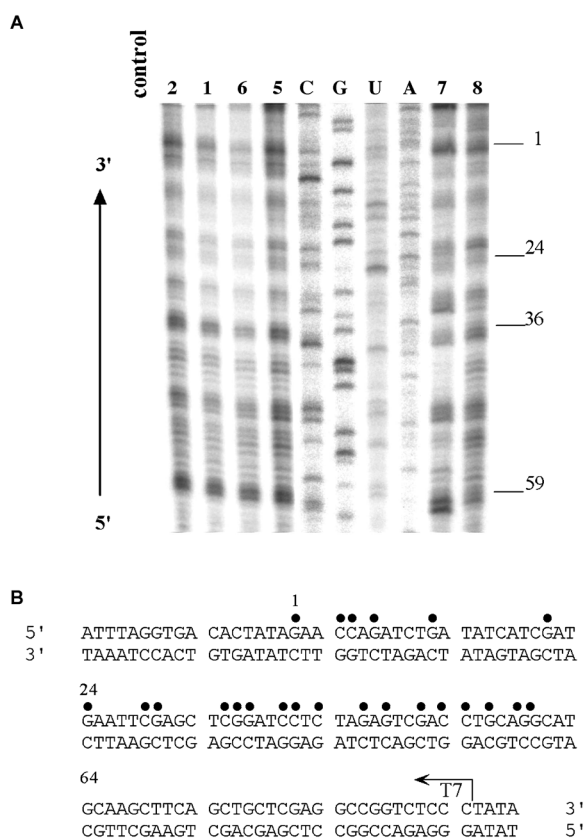 A
control
2 1 6 5 C G U A 7 8
1
3'
24
36
59
5'
B
1
5' ATTTAGGTGA CACTATAGAA CCAGATCTGA TATCATCGAT
3' TAAATCCACT GTGATATCTT GGTCTAGACT ATAGTAGCTA
24
GAATTCGAGC TCGGATCCTC TAGAGTCGAC CTGCAGGCAT
CTTAAGCTCG AGCCTAGGAG ATCTCAGCTG GACGTCCGTA
64
T7
GCAAGCTTCA GCTGCTCGAG GCCGGTCTCC CTATA 3'
CGTTCGAAGT CGACGAGCTC CGGCCAGAGG GATAT 5'